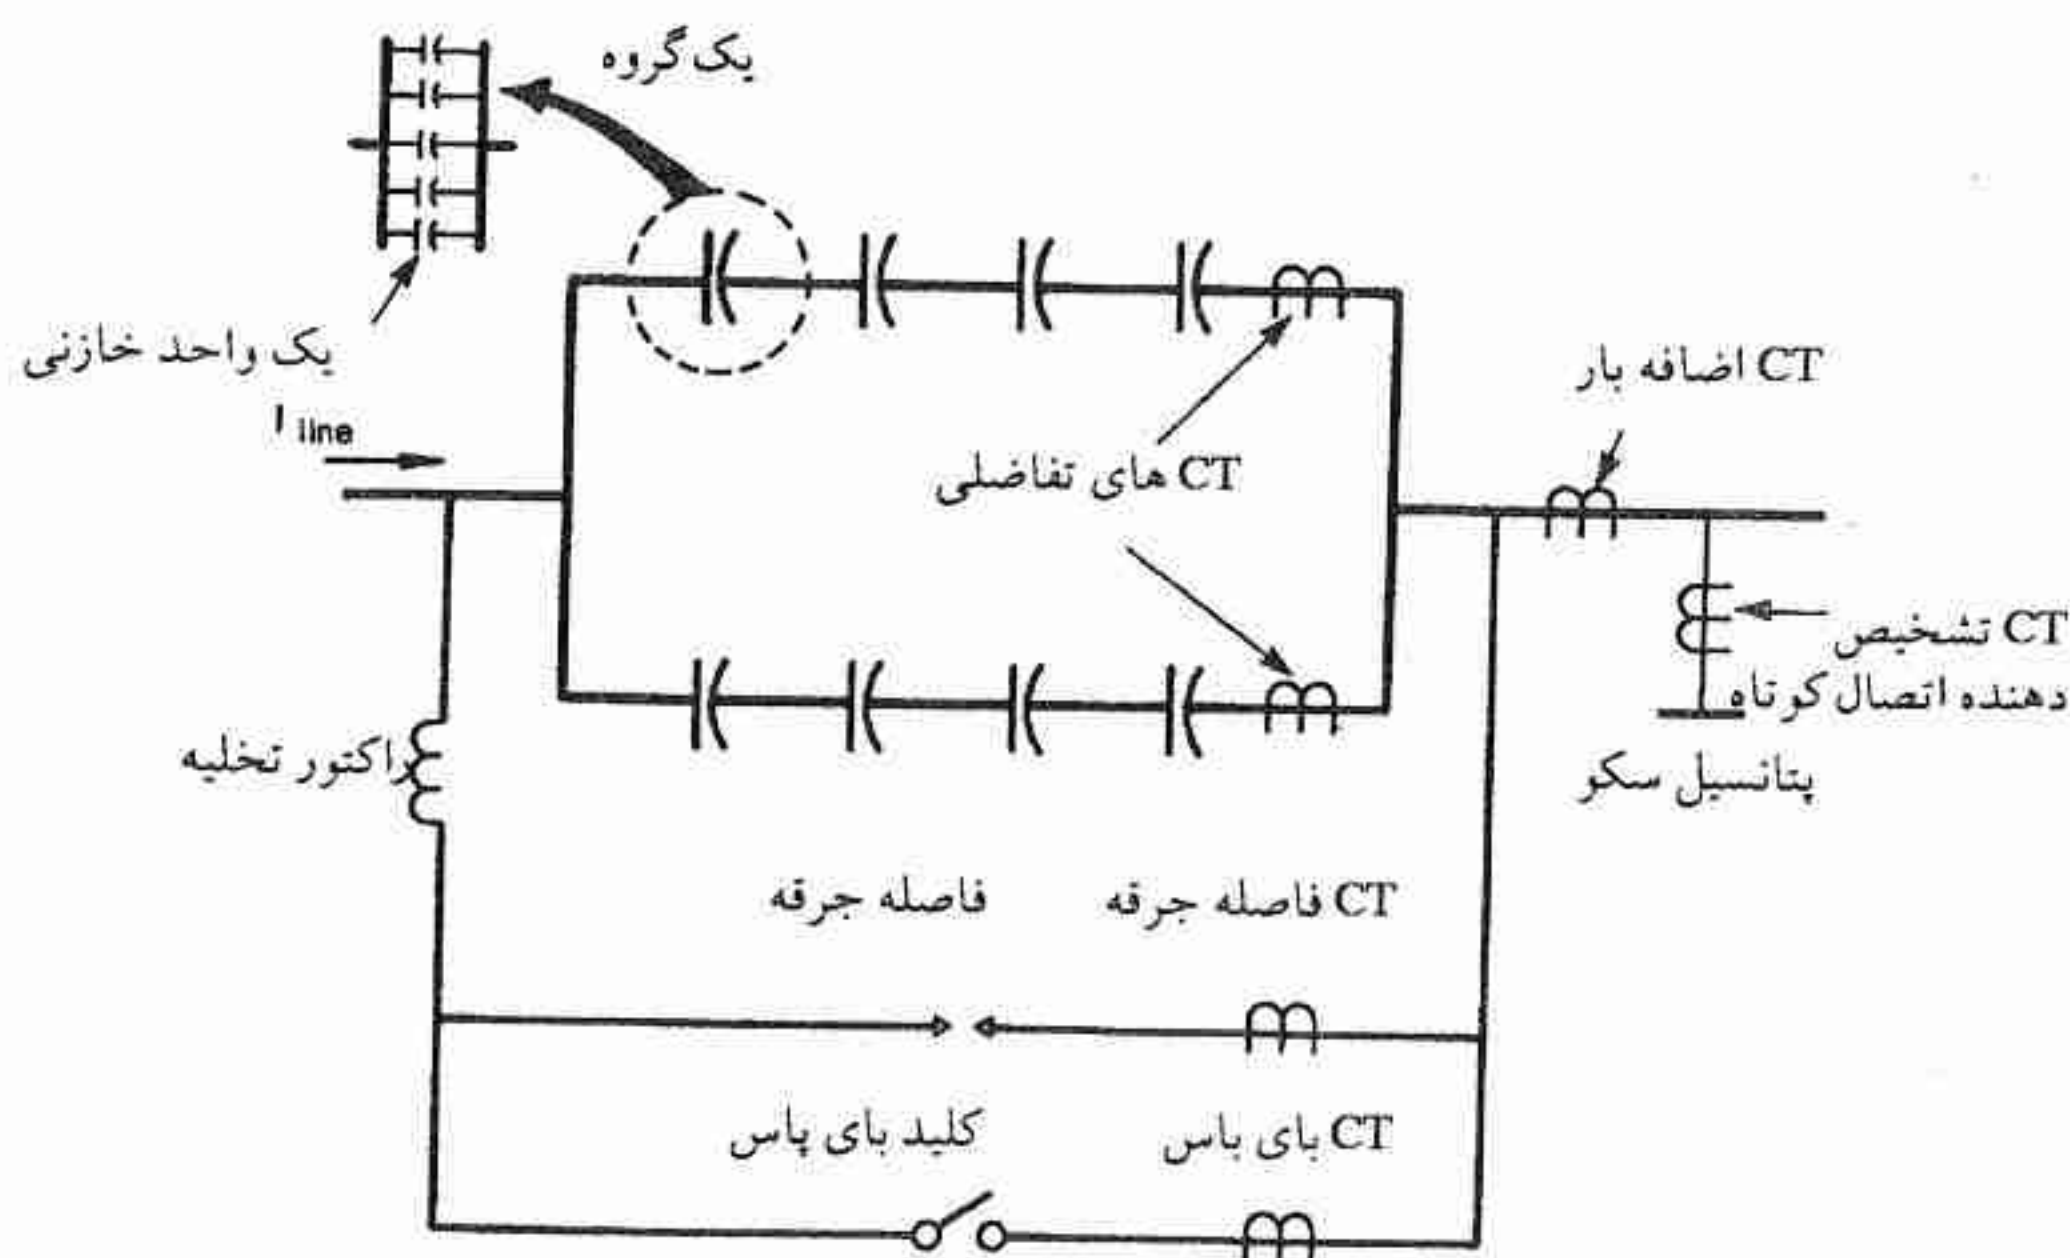 یک گروه
یک واحد خازنی
I line
CT اضافه بار
CT های تفاضلی
CT تشخیص
دهنده اتصال کوتاه
پتانسیل سکو
راکتور تخلیه
فاصله جرقه
CT فاصله جرقه
کلید بای پاس
CT بای باس